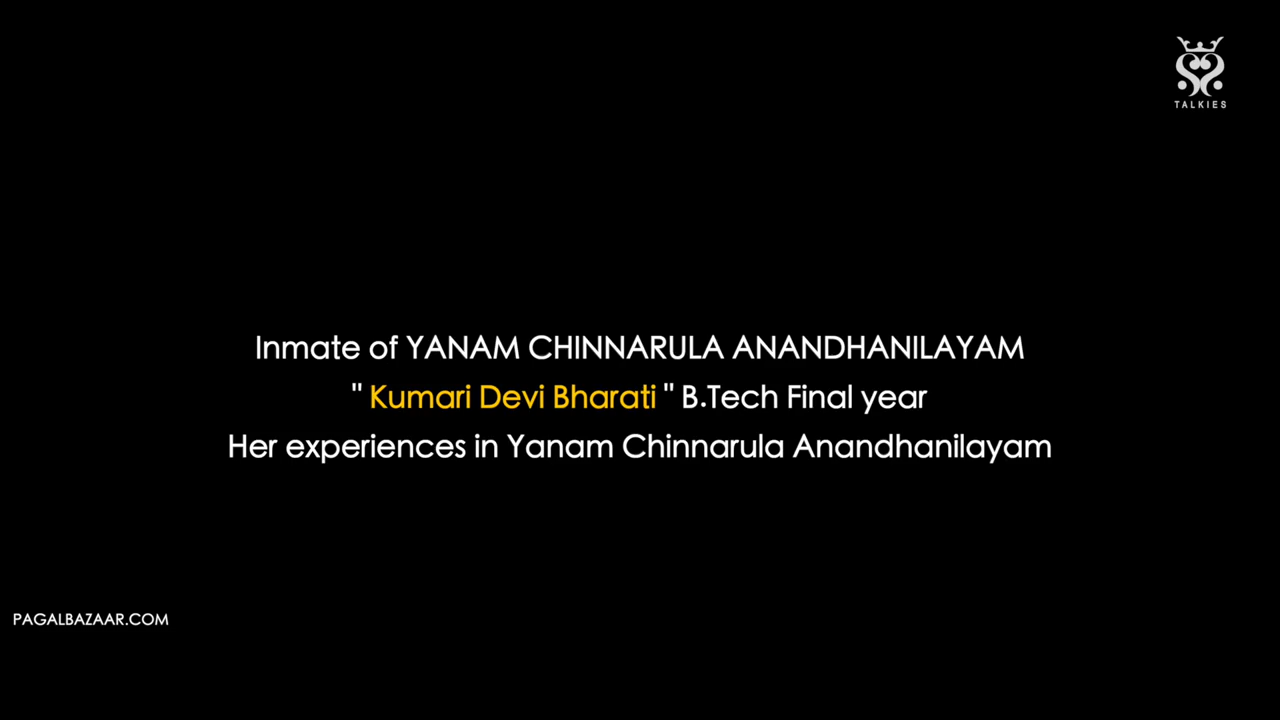 TALKIES
Inmate of YANAM CHINNARULA ANANDHANILAYAM
" Kumari Devi Bharati " B.Tech Final year
Her experiences in Yanam Chinnarula Anandhanilayam
PAGALBAZAAR.COM